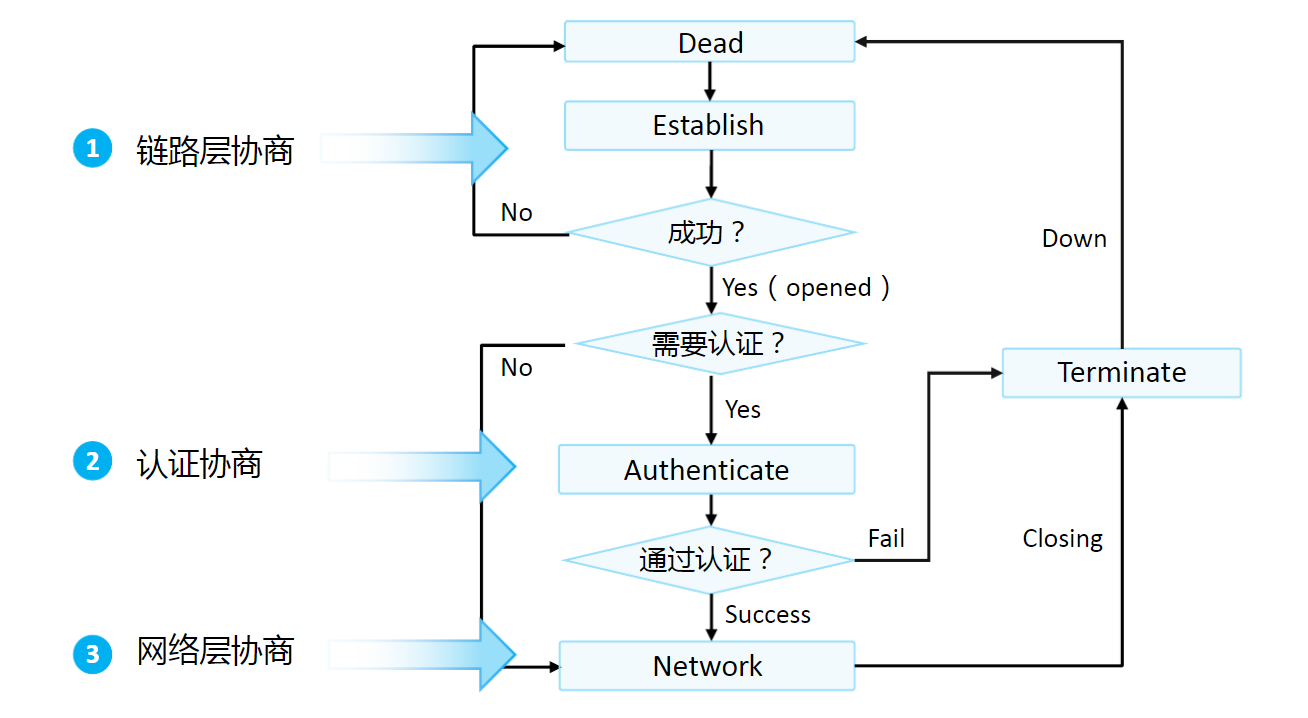 Dead
1 链路层协商
Establish
No
成功？
Down
Yes（opened）
需要认证？
No
Terminate
Yes
2 认证协商
Authenticate
通过认证？
Fail
Closing
Success
3 网络层协商
Network